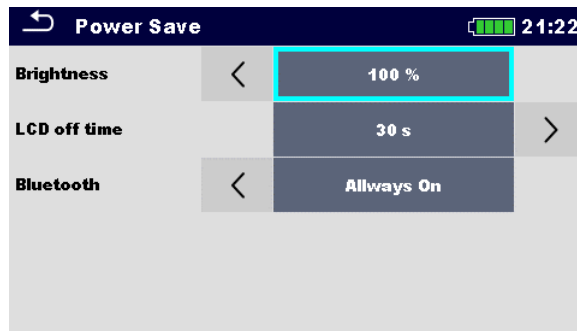 Power Save 21:22
Brightness 100 %
LCD off time 30 s
Bluetooth Allways On